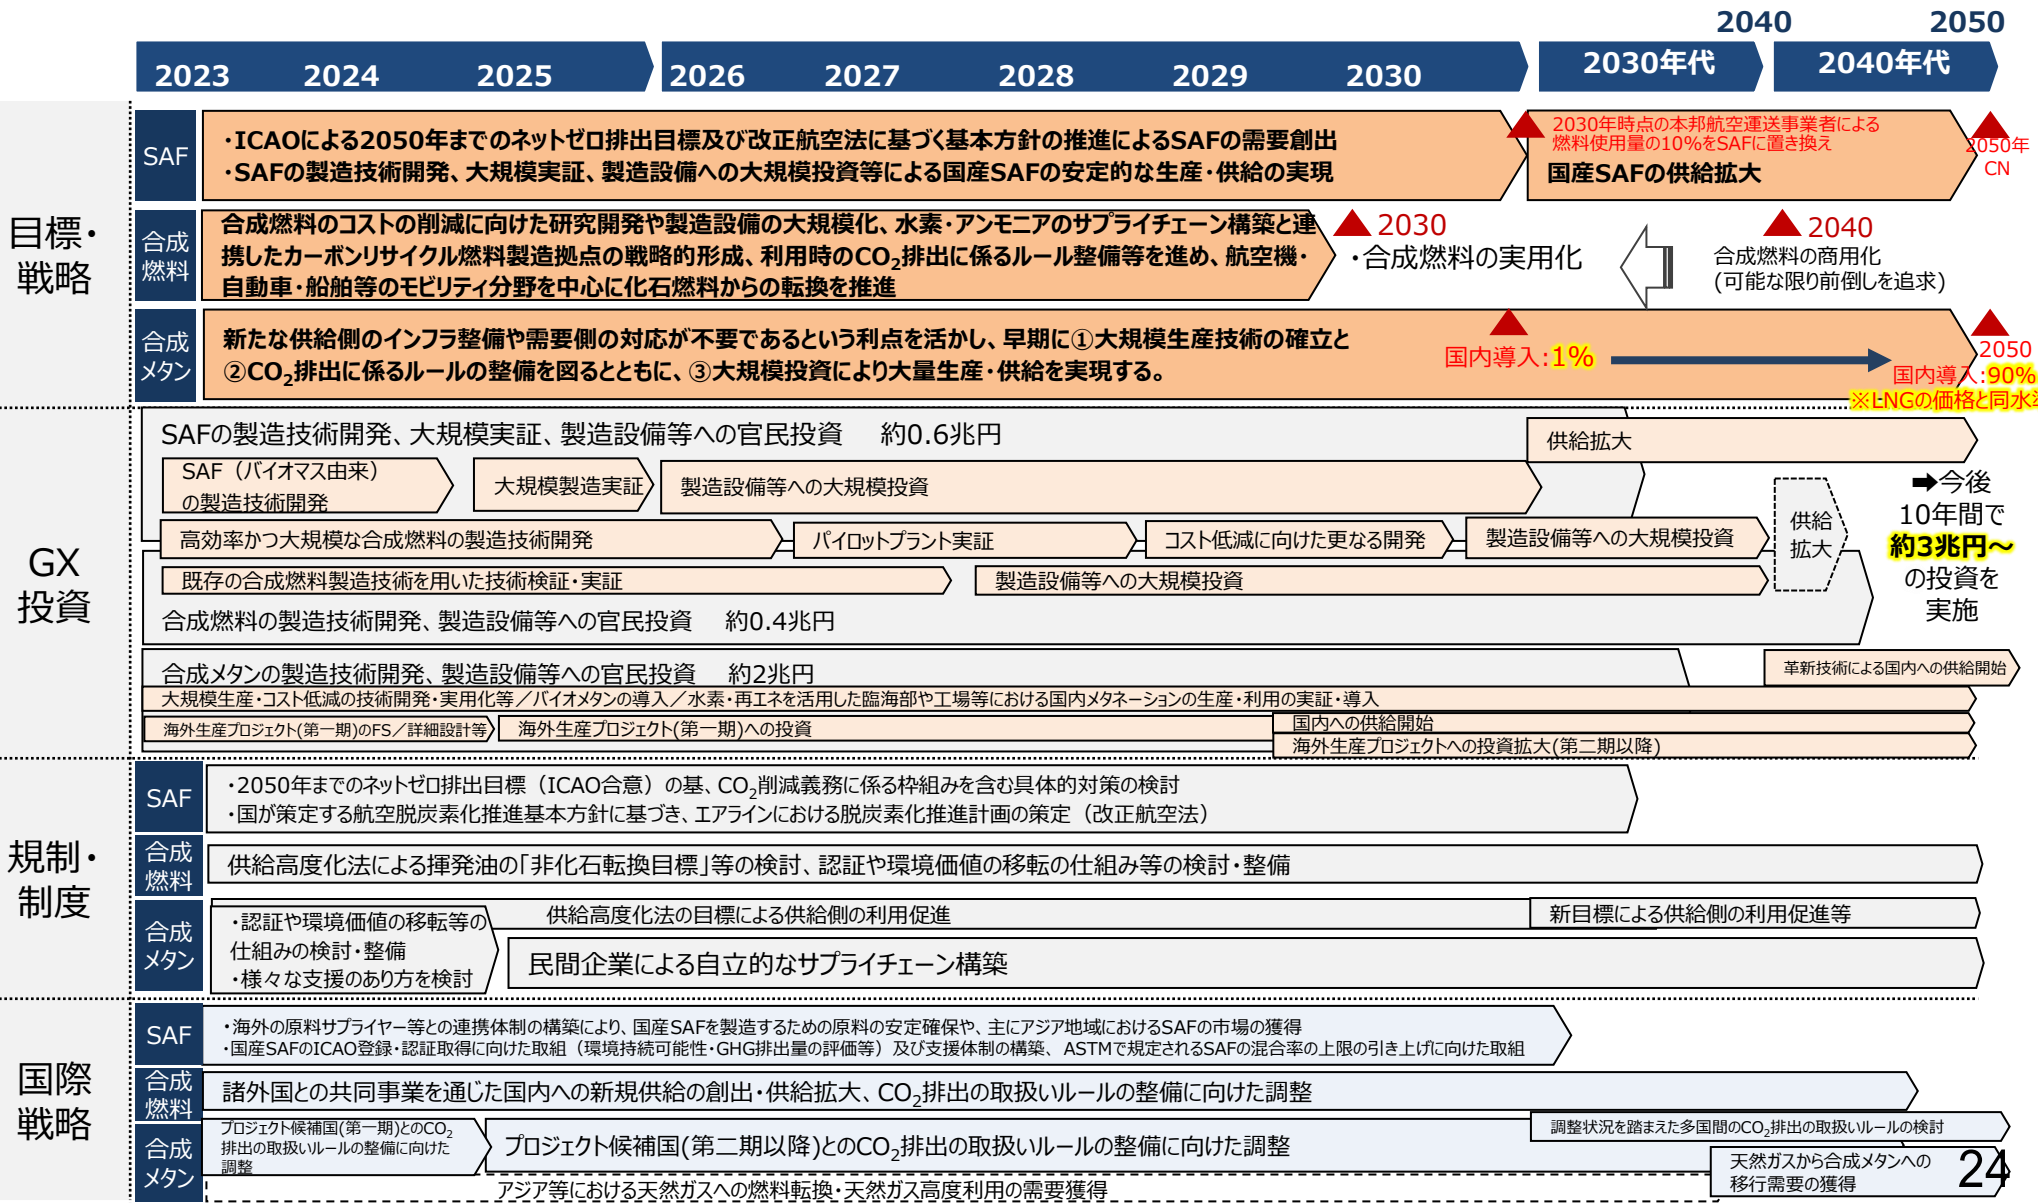 2040
2050
2023
2024
2025
2026
2027
2028
2029
2030
2030年代
2040年代
目標・
戦略
SAF
・ICAOによる2050年までのネットゼロ排出目標及び改正航空法に基づく基本方針の推進によるSAFの需要創出
・SAFの製造技術開発、大規模実証、製造設備への大規模投資等による国産SAFの安定的な生産・供給の実現
2030年時点の本邦航空運送事業者による
燃料使用量の10%をSAFに置き換え
国産SAFの供給拡大
2050年
CN
合成
燃料
合成燃料のコストの削減に向けた研究開発や製造設備の大規模化、水素・アンモニアのサプライチェーン構築と連
携したカーボンリサイクル燃料製造拠点の戦略的形成、利用時のCO₂排出に係るルール整備等を進め、航空機・
自動車・船舶等のモビリティ分野を中心に化石燃料からの転換を推進
2030
・合成燃料の実用化
2040
合成燃料の商用化
(可能な限り前倒しを追求)
合成
メタン
新たな供給側のインフラ整備や需要側の対応が不要であるという利点を活かし、早期に①大規模生産技術の確立と
②CO₂排出に係るルールの整備を図るとともに、③大規模投資により大量生産・供給を実現する。
国内導入:1%
2050
国内導入:90%
※LNGの価格と同水準
GX
投資
SAFの製造技術開発、大規模実証、製造設備等への官民投資 約0.6兆円
供給拡大
SAF（バイオマス由来）
の製造技術開発
大規模製造実証
製造設備等への大規模投資
高効率かつ大規模な合成燃料の製造技術開発
パイロットプラント実証
コスト低減に向けた更なる開発
製造設備等への大規模投資
供給
拡大
既存の合成燃料製造技術を用いた技術検証・実証
製造設備等への大規模投資
合成燃料の製造技術開発、製造設備等への官民投資 約0.4兆円
➡今後
10年間で
約3兆円～
の投資を
実施
合成メタンの製造技術開発、製造設備等への官民投資 約2兆円
革新技術による国内への供給開始
大規模生産・コスト低減の技術開発・実用化等／バイオメタンの導入／水素・再エネを活用した臨海部や工場等における国内メタネーションの生産・利用の実証・導入
海外生産プロジェクト(第一期)のFS／詳細設計等
海外生産プロジェクト(第一期)への投資
国内への供給開始
海外生産プロジェクトへの投資拡大(第二期以降)
規制・
制度
SAF
・2050年までのネットゼロ排出目標（ICAO合意）の基、CO₂削減義務に係る枠組みを含む具体的対策の検討
・国が策定する航空脱炭素化推進基本方針に基づき、エアラインにおける脱炭素化推進計画の策定（改正航空法）
合成
燃料
供給高度化法による揮発油の「非化石転換目標」等の検討、認証や環境価値の移転の仕組み等の検討・整備
合成
メタン
・認証や環境価値の移転等の
仕組みの検討・整備
・様々な支援のあり方を検討
供給高度化法の目標による供給側の利用促進
新目標による供給側の利用促進等
民間企業による自立的なサプライチェーン構築
国際
戦略
SAF
・海外の原料サプライヤー等との連携体制の構築により、国産SAFを製造するための原料の安定確保や、主にアジア地域におけるSAFの市場の獲得
・国産SAFのICAO登録・認証取得に向けた取組（環境持続可能性・GHG排出量の評価等）及び支援体制の構築、ASTMで規定されるSAFの混合率の上限の引き上げに向けた取組
合成
燃料
諸外国との共同事業を通じた国内への新規供給の創出・供給拡大、CO₂排出の取扱いルールの整備に向けた調整
合成
メタン
プロジェクト候補国(第一期)とのCO₂
排出の取扱いルールの整備に向けた
調整
プロジェクト候補国(第二期以降)とのCO₂排出の取扱いルールの整備に向けた調整
調整状況を踏まえた多国間のCO₂排出の取扱いルールの検討
天然ガスから合成メタンへの
移行需要の獲得
アジア等における天然ガスへの燃料転換・天然ガス高度利用の需要獲得
24